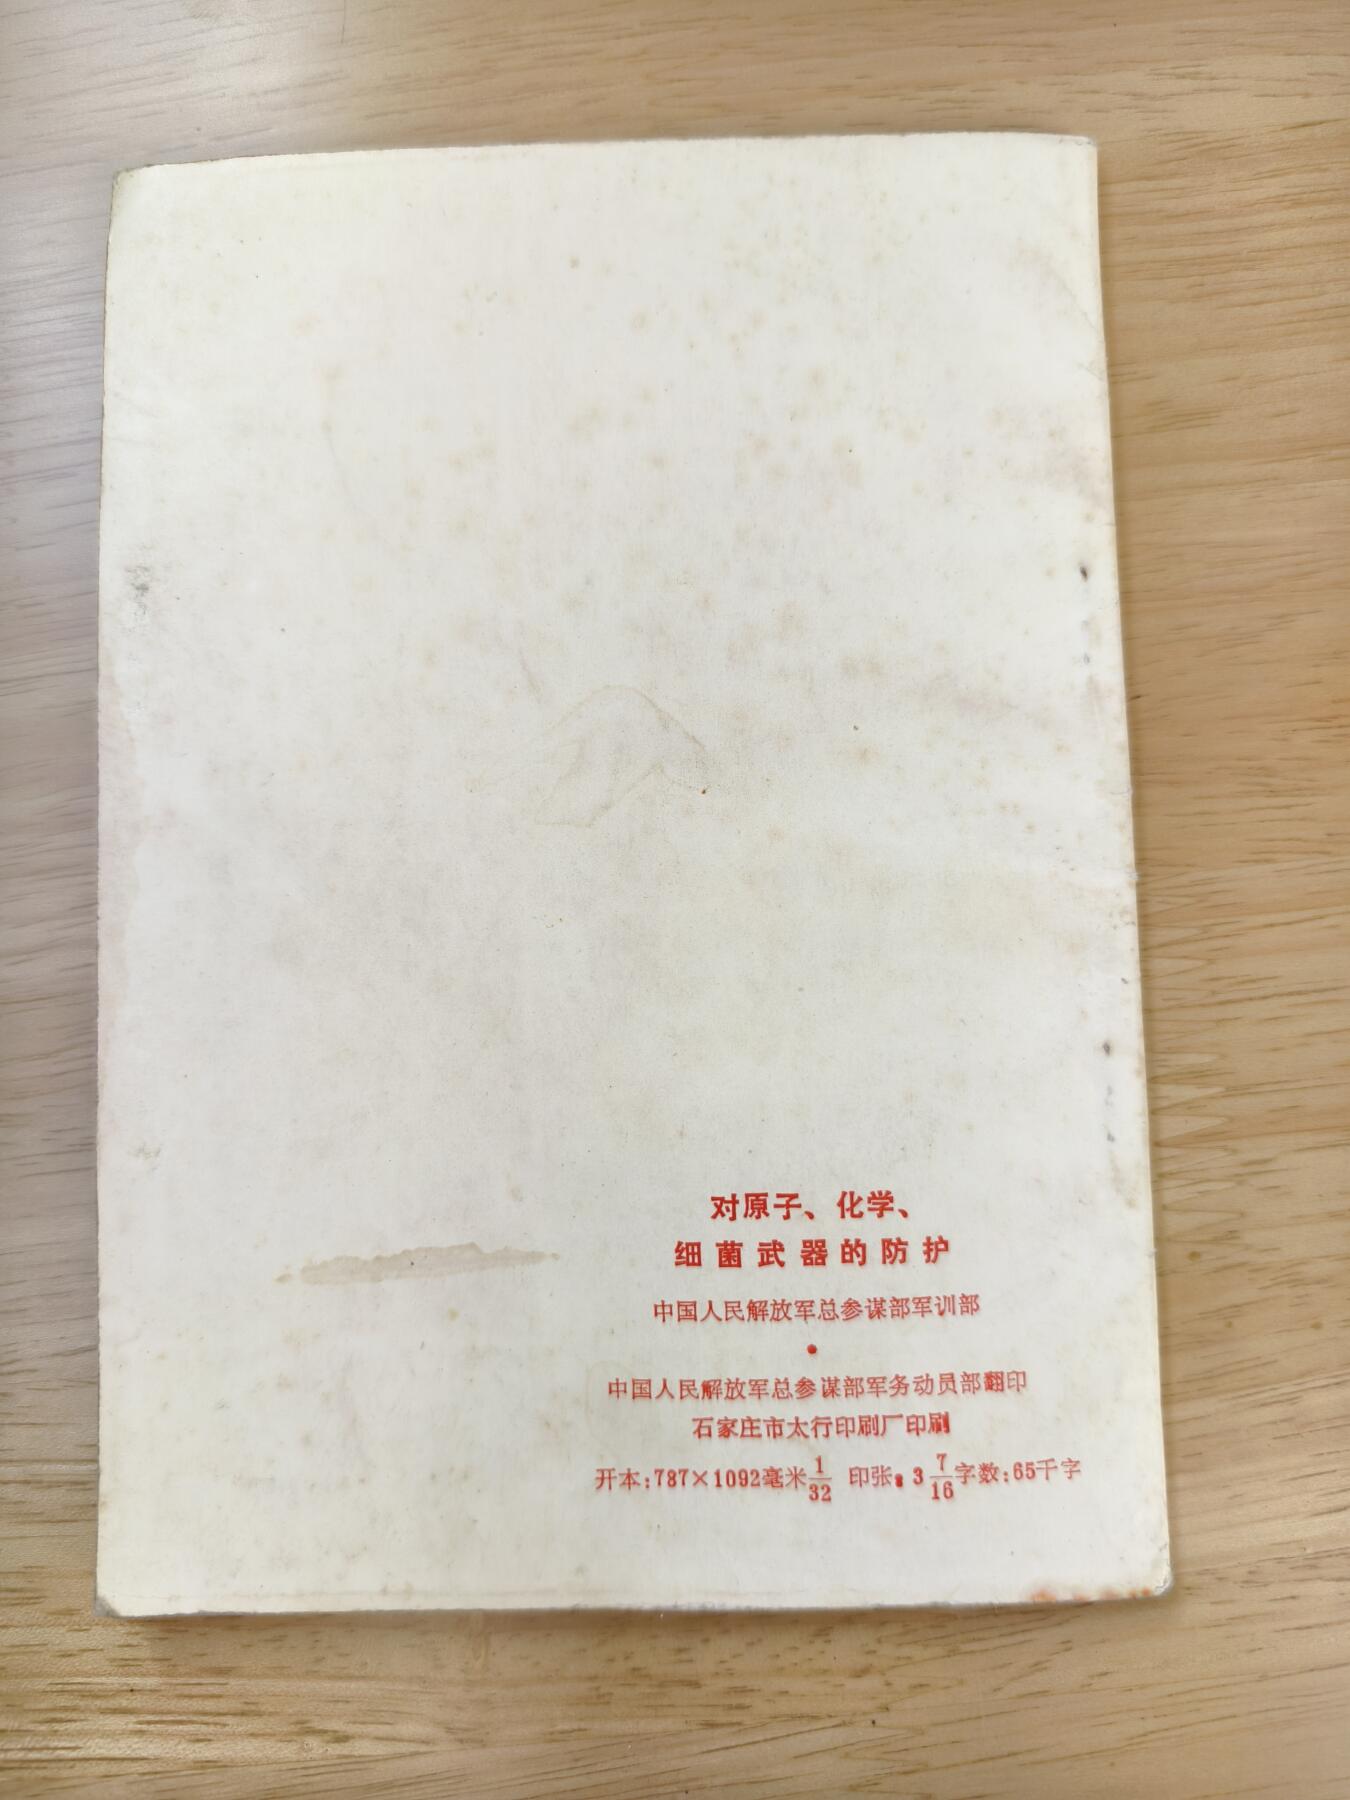 对原子、化学、
细菌武器的防护
中国人民解放军总参谋部军训部
•
中国人民解放军总参谋部军务动员部翻印
石家庄市太行印刷厂印刷
开本:787×1092毫米1/32 印张:3 7/16字数:65千字